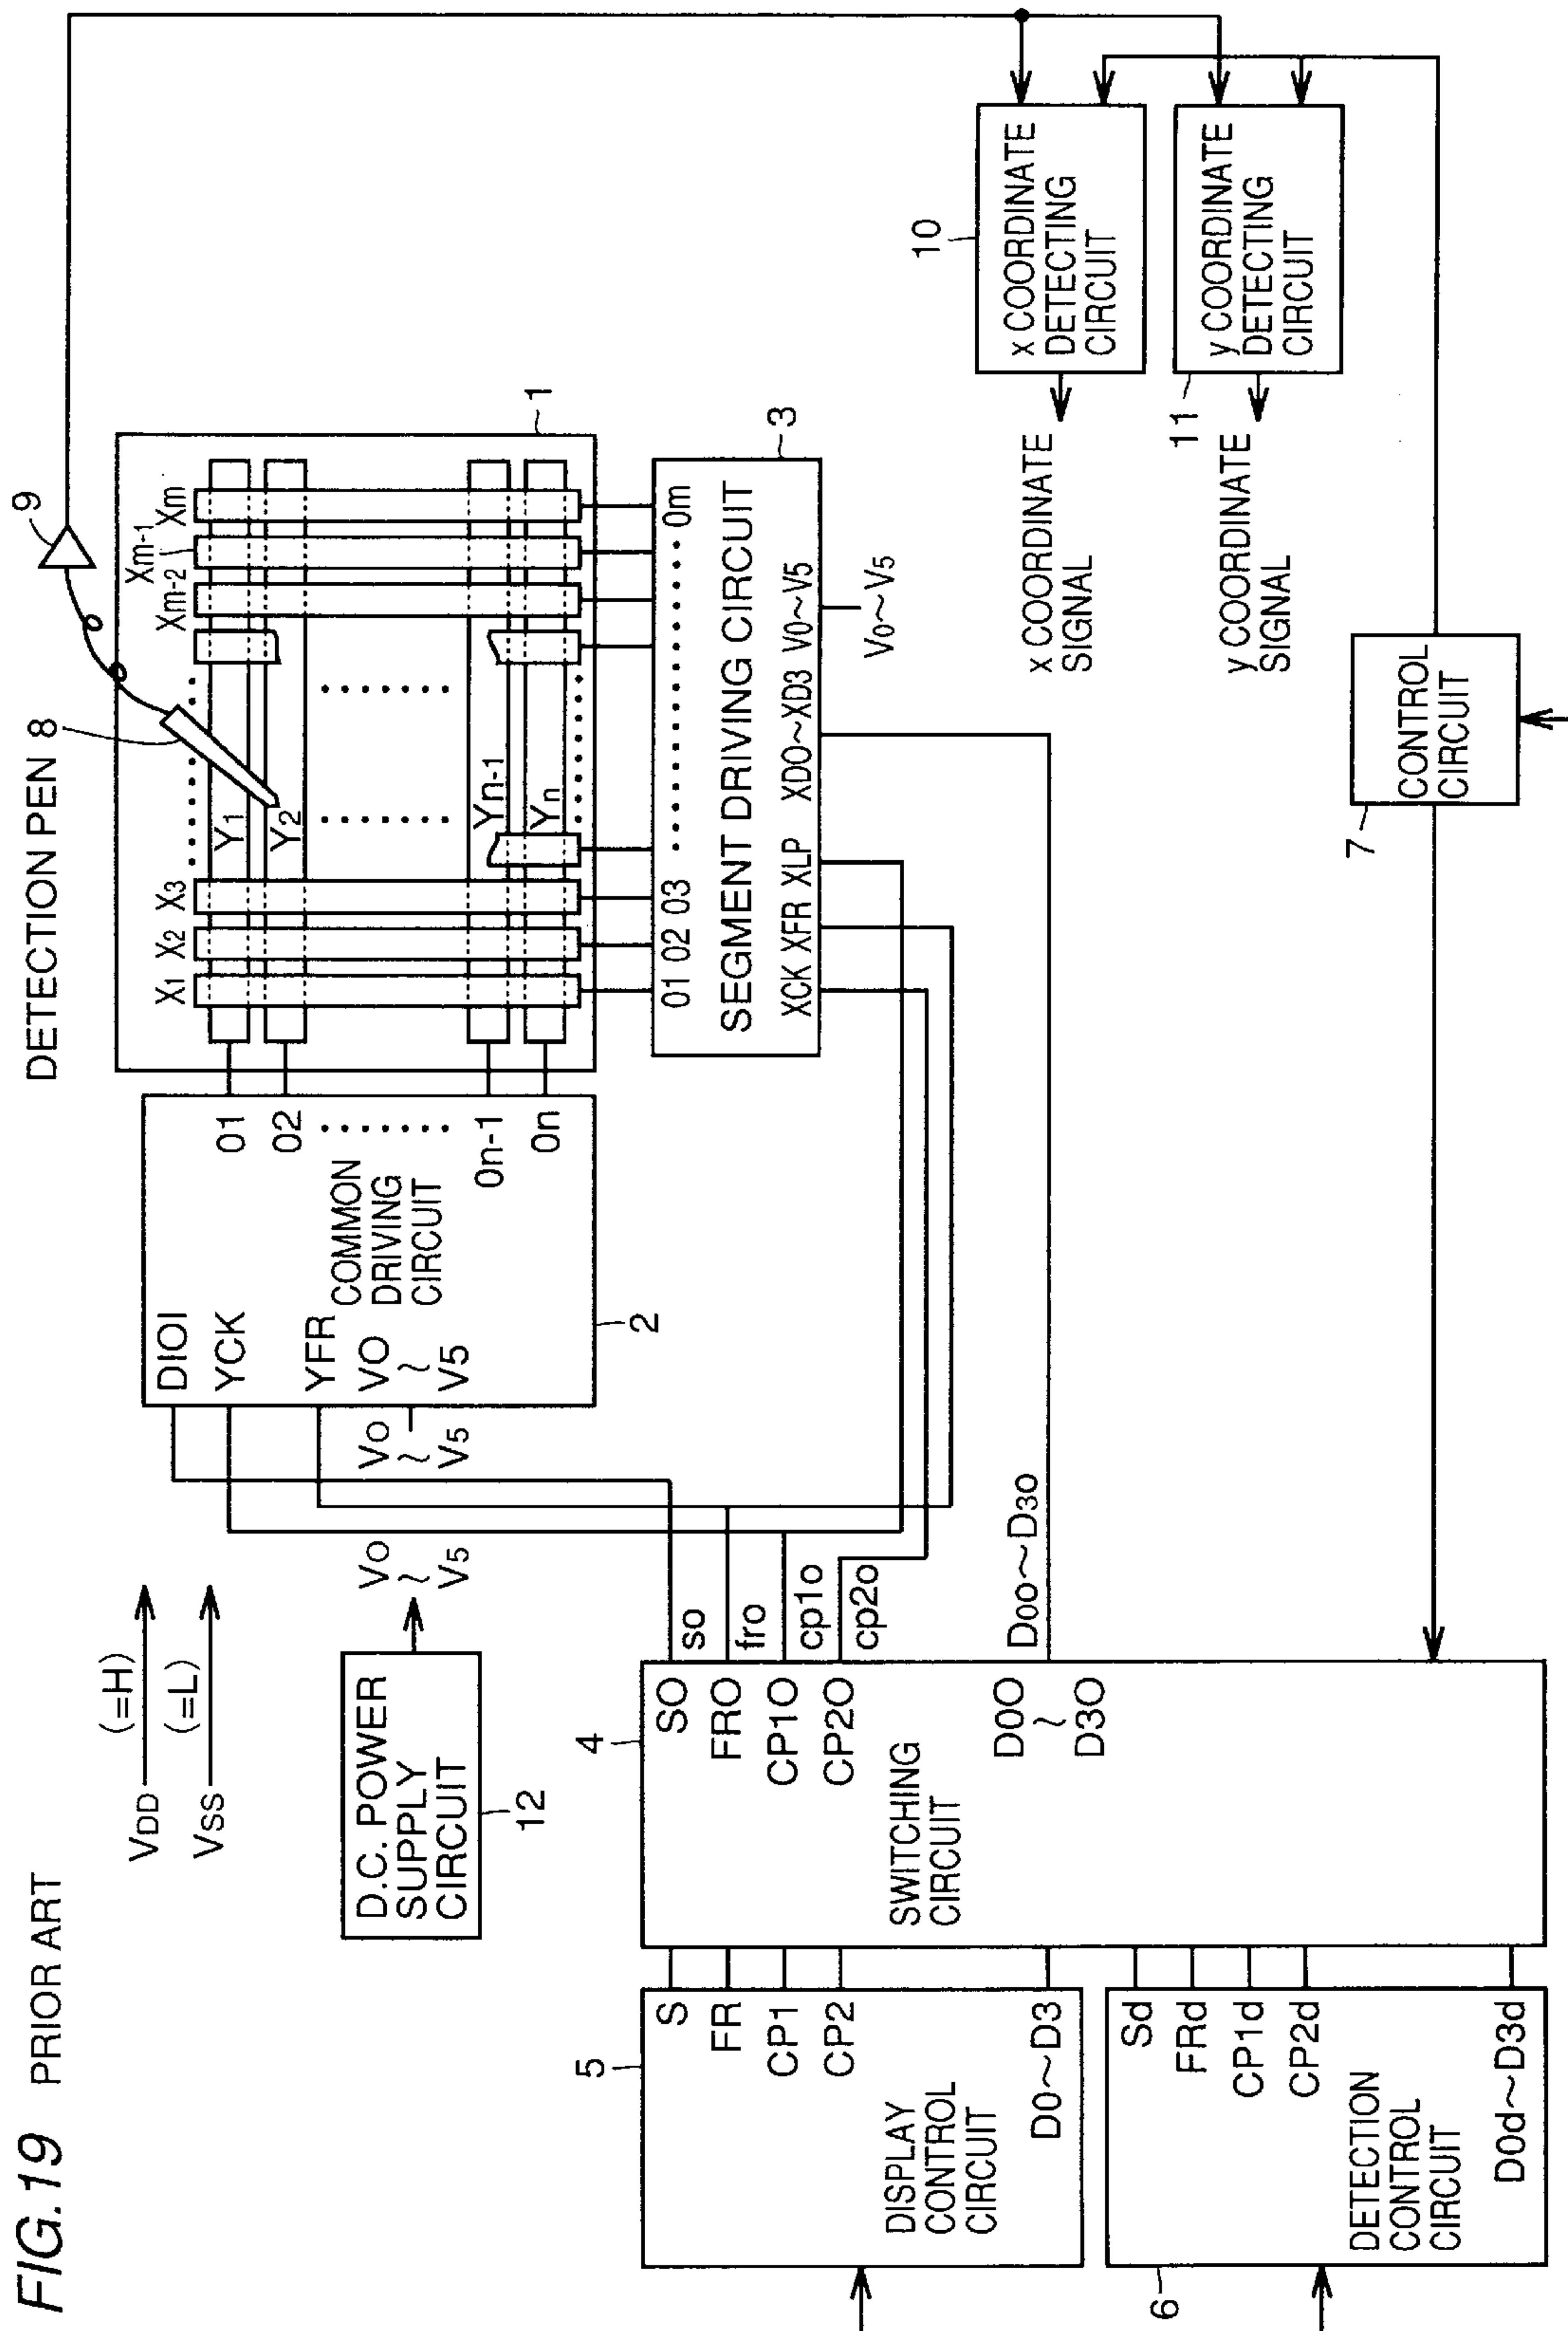 FIG.19 PRIOR ART
VDD (=H)
VSS (=L)
DETECTION PEN 8
9
1
X1 X2 X3 Xm-2 Xm-1 Xm
Y1
Y2
Yn-1
Yn
DIOI
YCK
YFR
VO
~
V5
COMMON
DRIVING
CIRCUIT
01
02
0n-1
0n
2
VO
~
V5
D.C. POWER
SUPPLY
CIRCUIT
12
VO
~
V5
01 02 03 0m
SEGMENT DRIVING CIRCUIT
XCK XFR XLP XDO~XD3 V0~V5
3
V0~V5
4
SO
FRO
CP1O
CP2O
SWITCHING
CIRCUIT
D0O
~
D3O
so
fro
cp1o
cp2o
D0O~D3O
5
S
FR
CP1
CP2
DISPLAY
CONTROL
CIRCUIT
D0~D3
6
Sd
FRd
CP1d
CP2d
DETECTION
CONTROL
CIRCUIT
D0d~D3d
10
x COORDINATE
DETECTING
CIRCUIT
x COORDINATE
SIGNAL
11
y COORDINATE
DETECTING
CIRCUIT
y COORDINATE
SIGNAL
7
CONTROL
CIRCUIT